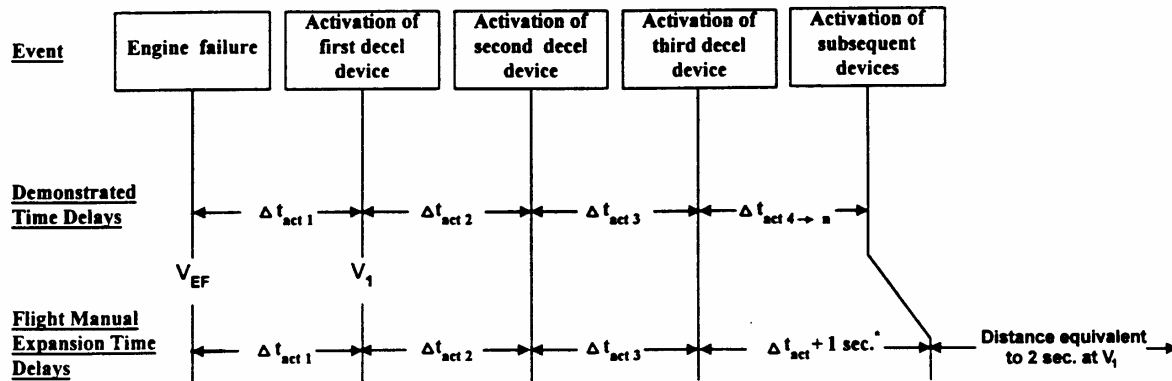 Event
Engine failure
Activation of
first decel
device
Activation of
second decel
device
Activation of
third decel
device
Activation of
subsequent
devices
Demonstrated
Time Delays
Δ t act 1
Δ t act 2
Δ t act 3
Δ t act 4 → n
V EF
V 1
Flight Manual
Expansion Time
Delays
Δ t act 1
Δ t act 2
Δ t act 3
Δ t act + 1 sec.*
Distance equivalent
to 2 sec. at V 1